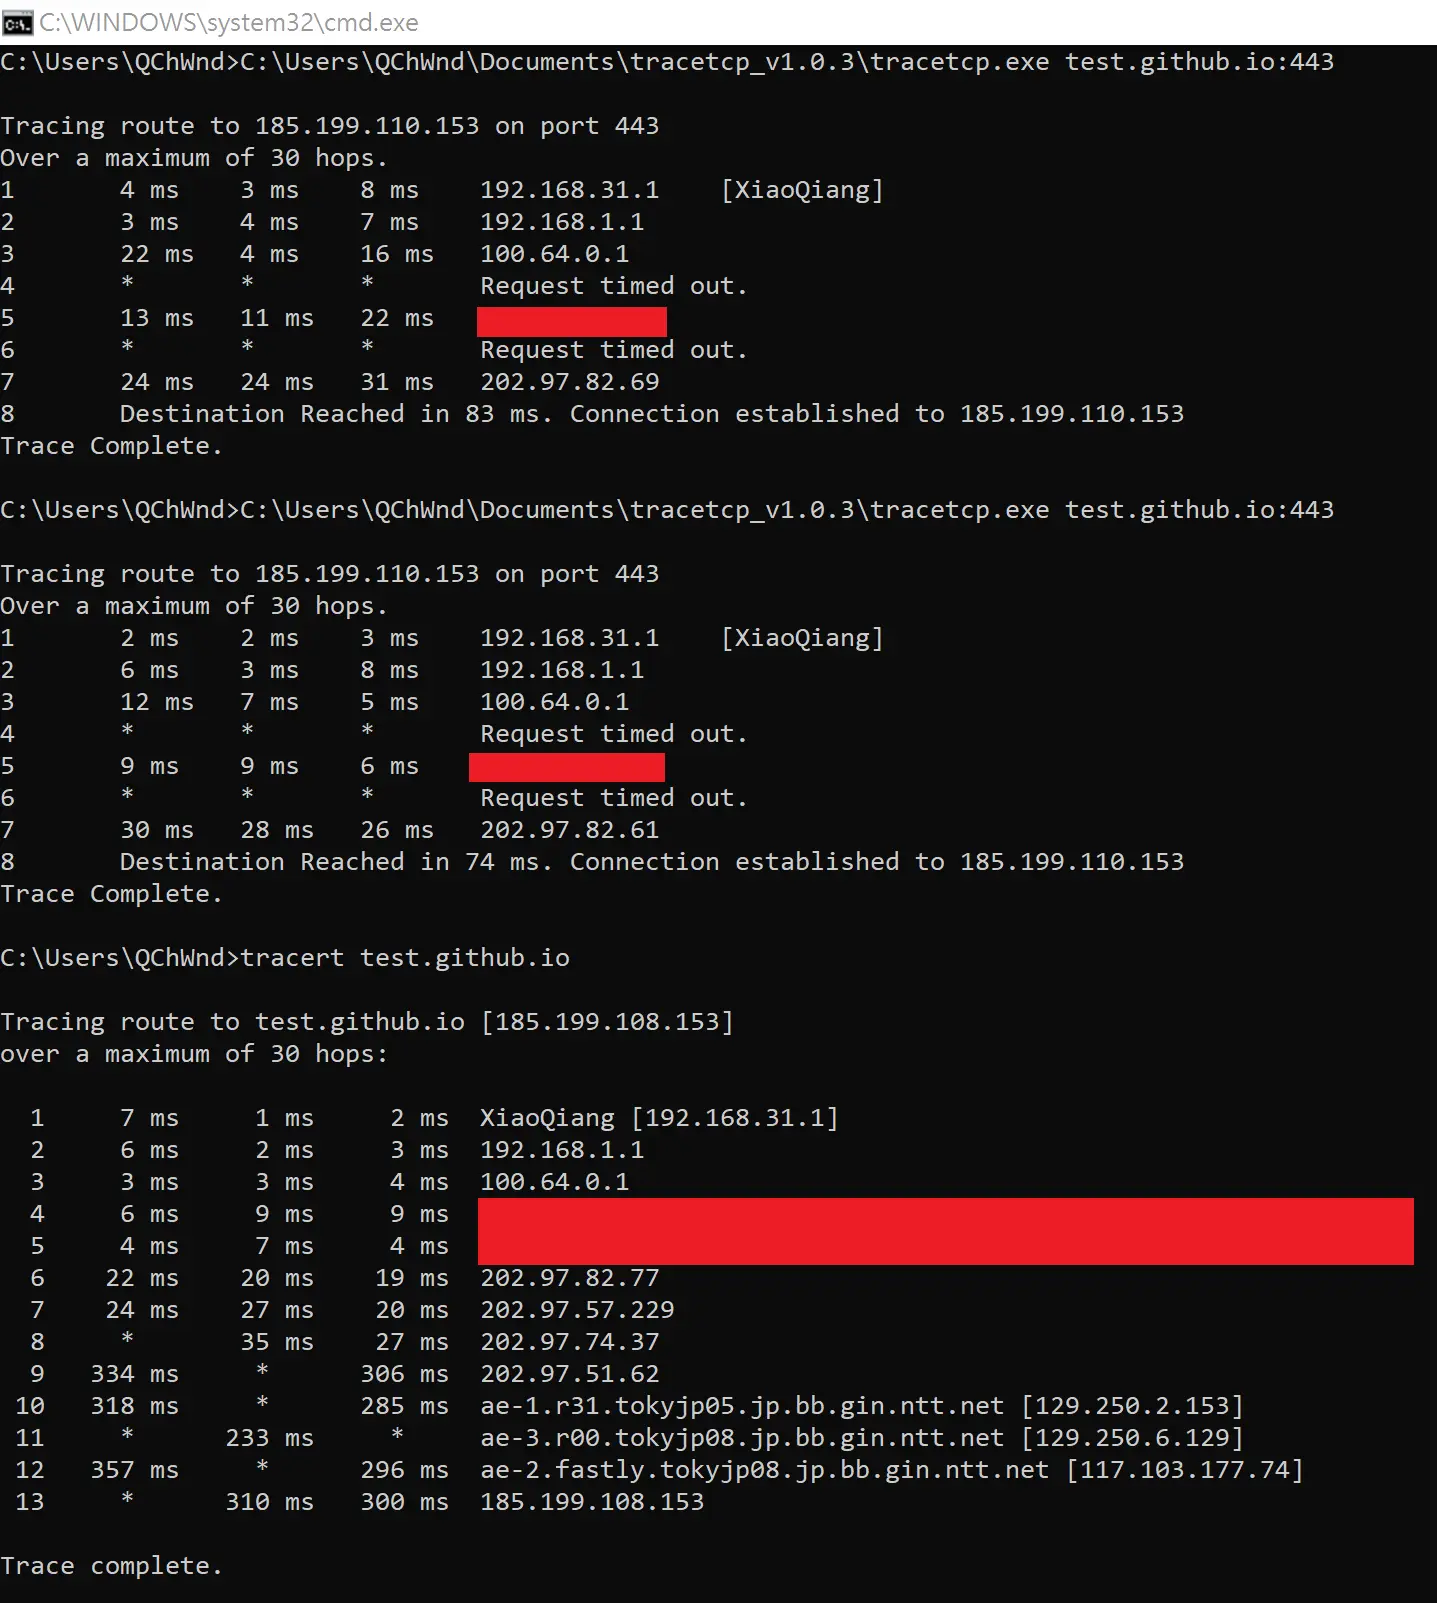 C:\WINDOWS\system32\cmd.exe
C:\Users\QChWnd>C:\Users\QChWnd\Documents\tracetcp_v1.0.3\tracetcp.exe test.github.io:443
Tracing route to 185.199.110.153 on port 443
Over a maximum of 30 hops.
1 4 ms 3 ms 8 ms 192.168.31.1 [XiaoQiang]
2 3 ms 4 ms 7 ms 192.168.1.1
3 22 ms 4 ms 16 ms 100.64.0.1
4 * * * Request timed out.
5 13 ms 11 ms 22 ms
6 * * * Request timed out.
7 24 ms 24 ms 31 ms 202.97.82.69
8 Destination Reached in 83 ms. Connection established to 185.199.110.153
Trace Complete.
C:\Users\QChWnd>C:\Users\QChWnd\Documents\tracetcp_v1.0.3\tracetcp.exe test.github.io:443
Tracing route to 185.199.110.153 on port 443
Over a maximum of 30 hops.
1 2 ms 2 ms 3 ms 192.168.31.1 [XiaoQiang]
2 6 ms 3 ms 8 ms 192.168.1.1
3 12 ms 7 ms 5 ms 100.64.0.1
4 * * * Request timed out.
5 9 ms 9 ms 6 ms
6 * * * Request timed out.
7 30 ms 28 ms 26 ms 202.97.82.61
8 Destination Reached in 74 ms. Connection established to 185.199.110.153
Trace Complete.
C:\Users\QChWnd>tracert test.github.io
Tracing route to test.github.io [185.199.108.153]
over a maximum of 30 hops:
1 7 ms 1 ms 2 ms XiaoQiang [192.168.31.1]
2 6 ms 2 ms 3 ms 192.168.1.1
3 3 ms 3 ms 4 ms 100.64.0.1
4 6 ms 9 ms 9 ms
5 4 ms 7 ms 4 ms
6 22 ms 20 ms 19 ms 202.97.82.77
7 24 ms 27 ms 20 ms 202.97.57.229
8 * 35 ms 27 ms 202.97.74.37
9 334 ms * 306 ms 202.97.51.62
10 318 ms * 285 ms ae-1.r31.tokyjp05.jp.bb.gin.ntt.net [129.250.2.153]
11 * 233 ms * ae-3.r00.tokyjp08.jp.bb.gin.ntt.net [129.250.6.129]
12 357 ms * 296 ms ae-2.fastly.tokyjp08.jp.bb.gin.ntt.net [117.103.177.74]
13 * 310 ms 300 ms 185.199.108.153
Trace complete.